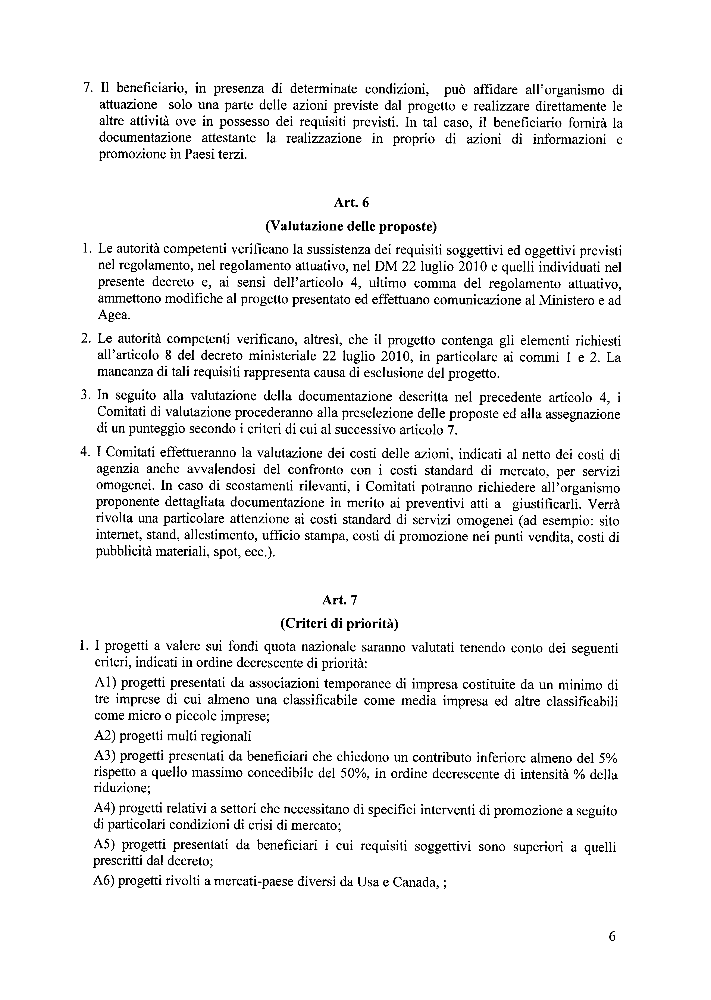 7. Il beneficiario, in presenza di determinate condizioni, può affidare all’organismo di
attuazione solo una parte delle azioni previste dal progetto e realizzare direttamente le
altre attività ove in possesso dei requisiti previsti. In tal caso, il beneficiario fornirà la
documentazione attestante la realizzazione in proprio di azioni di informazioni e
promozione in Paesi terzi.
Art. 6
(Valutazione delle proposte)
1. Le autorità competenti verificano la sussistenza dei requisiti soggettivi ed oggettivi previsti
nel regolamento, nel regolamento attuativo, nel DM 22 luglio 2010 e quelli individuati nel
presente decreto e, ai sensi dell’articolo 4, ultimo comma del regolamento attuativo,
ammettono modifiche al progetto presentato ed effettuano comunicazione al Ministero e ad
Agea.
2. Le autorità competenti verificano, altresì, che il progetto contenga gli elementi richiesti
all’articolo 8 del decreto ministeriale 22 luglio 2010, in particolare ai commi 1 e 2. La
mancanza di tali requisiti rappresenta causa di esclusione del progetto.
3. In seguito alla valutazione della documentazione descritta nel precedente articolo 4, i
Comitati di valutazione procederanno alla preselezione delle proposte ed alla assegnazione
di un punteggio secondo i criteri di cui al successivo articolo 7.
4. I Comitati effettueranno la valutazione dei costi delle azioni, indicati al netto dei costi di
agenzia anche avvalendosi del confronto con i costi standard di mercato, per servizi
omogenei. In caso di scostamenti rilevanti, i Comitati potranno richiedere all’organismo
proponente dettagliata documentazione in merito ai preventivi atti a giustificarli. Verrà
rivolta una particolare attenzione ai costi standard di servizi omogenei (ad esempio: sito
internet, stand, allestimento, ufficio stampa, costi di promozione nei punti vendita, costi di
pubblicità materiali, spot, ecc.).
Art. 7
(Criteri di priorità)
1. I progetti a valere sui fondi quota nazionale saranno valutati tenendo conto dei seguenti
criteri, indicati in ordine decrescente di priorità:
A1) progetti presentati da associazioni temporanee di impresa costituite da un minimo di
tre imprese di cui almeno una classificabile come media impresa ed altre classificabili
come micro o piccole imprese;
A2) progetti multi regionali
A3) progetti presentati da beneficiari che chiedono un contributo inferiore almeno del 5%
rispetto a quello massimo concedibile del 50%, in ordine decrescente di intensità % della
riduzione;
A4) progetti relativi a settori che necessitano di specifici interventi di promozione a seguito
di particolari condizioni di crisi di mercato;
A5) progetti presentati da beneficiari i cui requisiti soggettivi sono superiori a quelli
prescritti dal decreto;
A6) progetti rivolti a mercati-paese diversi da Usa e Canada, ;
6